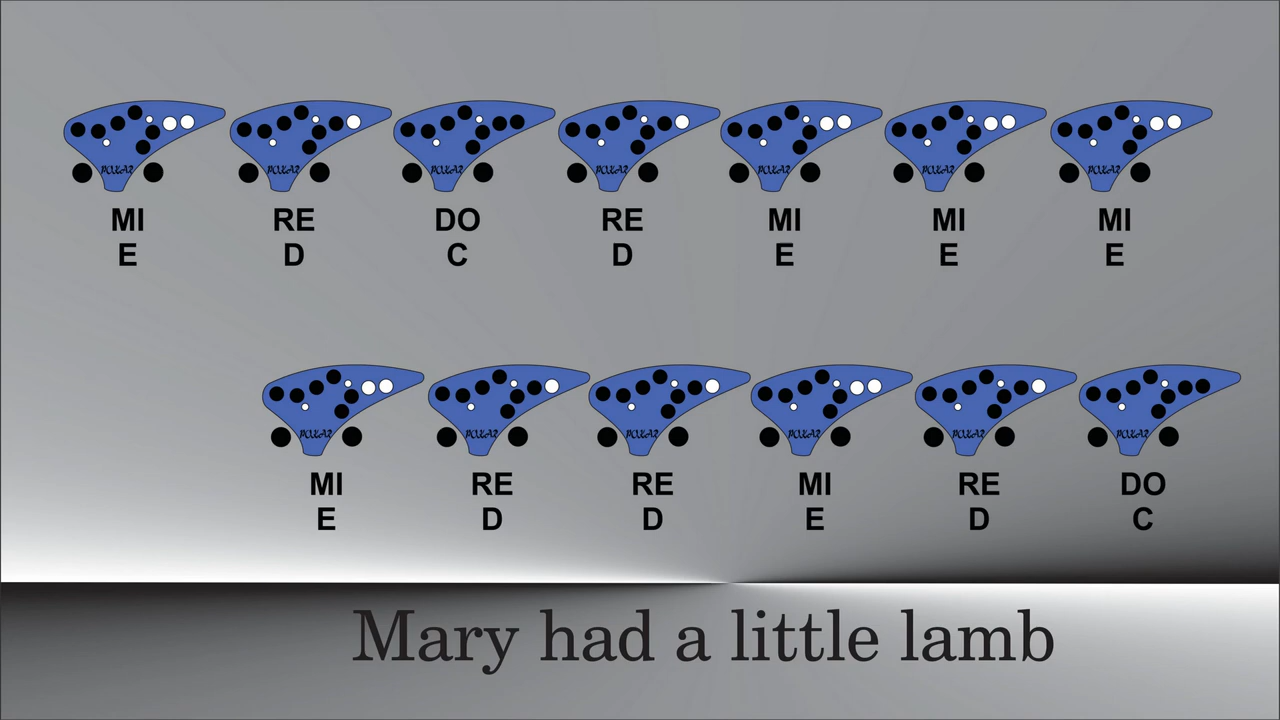 MI RE DO RE MI MI MI
E D C D E E E
MI RE RE MI RE DO
E D D E D C
Mary had a little lamb